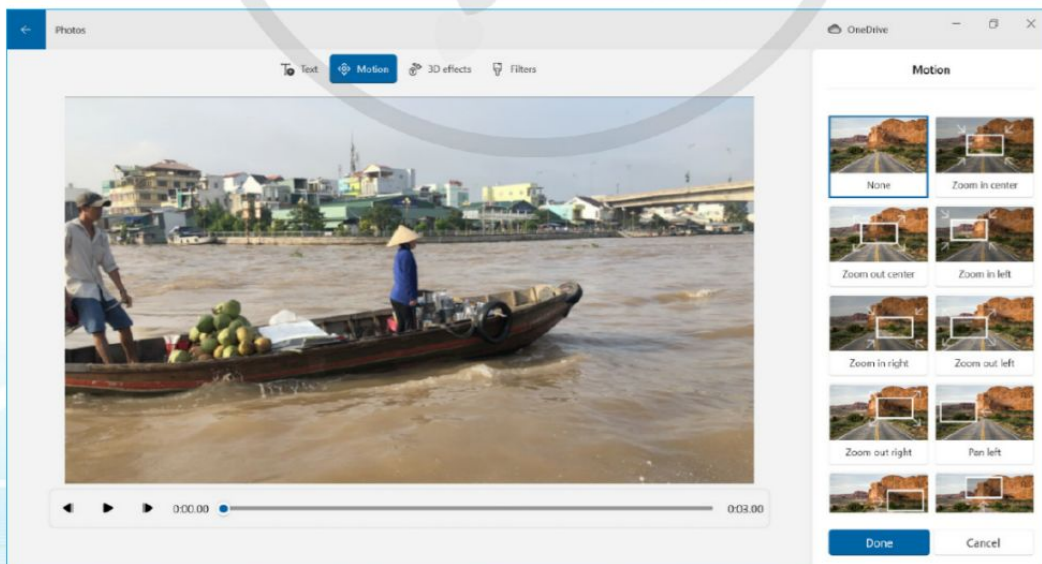 Photos
OneDrive
Text
Motion
3D effects
Filters
Motion
None
Zoom in center
Zoom out center
Zoom in left
Zoom in right
Zoom out left
Zoom out right
Pan left
0:00.00
0:03.00
Done
Cancel